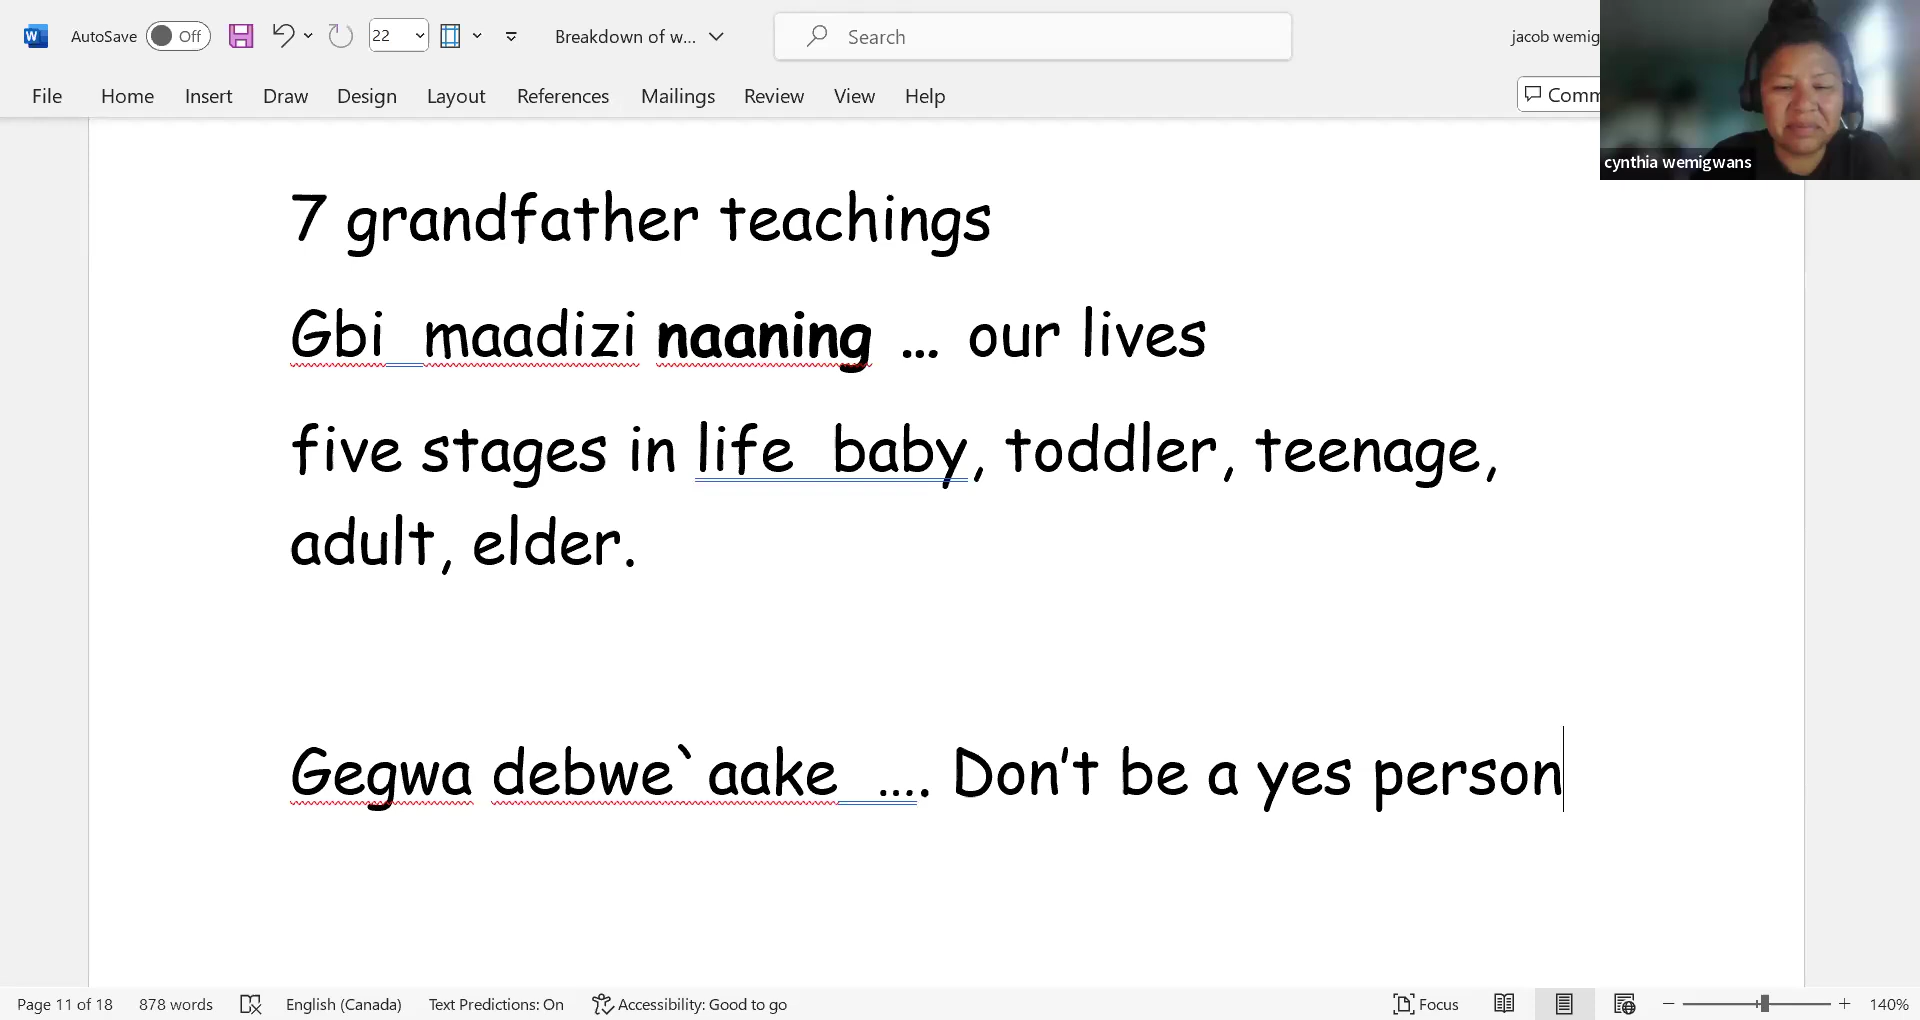 AutoSave Off 22 Breakdown of w... Search jacob wemig
File Home Insert Draw Design Layout References Mailings Review View Help Comm
cynthia wemigwans
7 grandfather teachings
Gbi  maadizi naaning ... our lives
five stages in life  baby, toddler, teenage,
adult, elder.
Gegwa debwe`aake  .... Don't be a yes person
Page 11 of 18 878 words English (Canada) Text Predictions: On Accessibility: Good to go Focus 140%